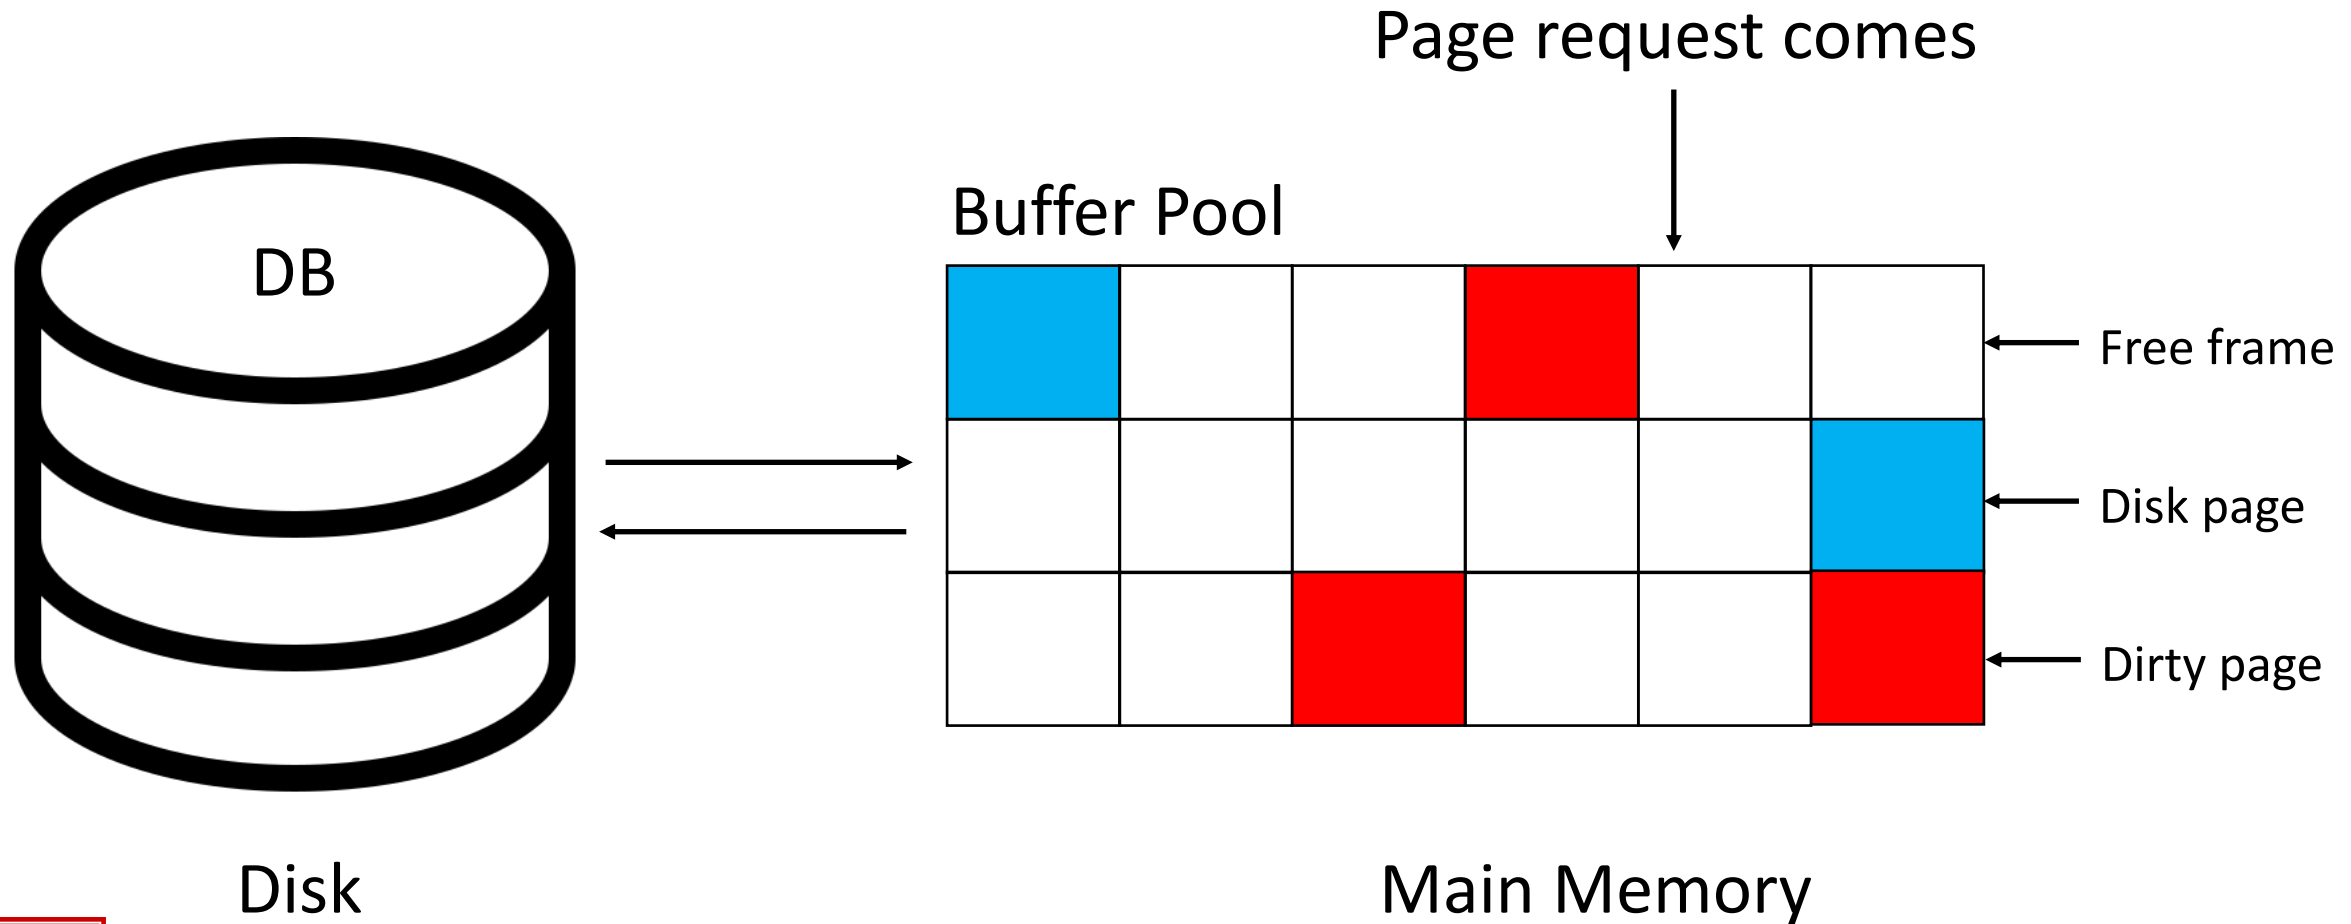 Page request comes
Buffer Pool
DB
Free frame
Disk page
Dirty page
Disk
Main Memory